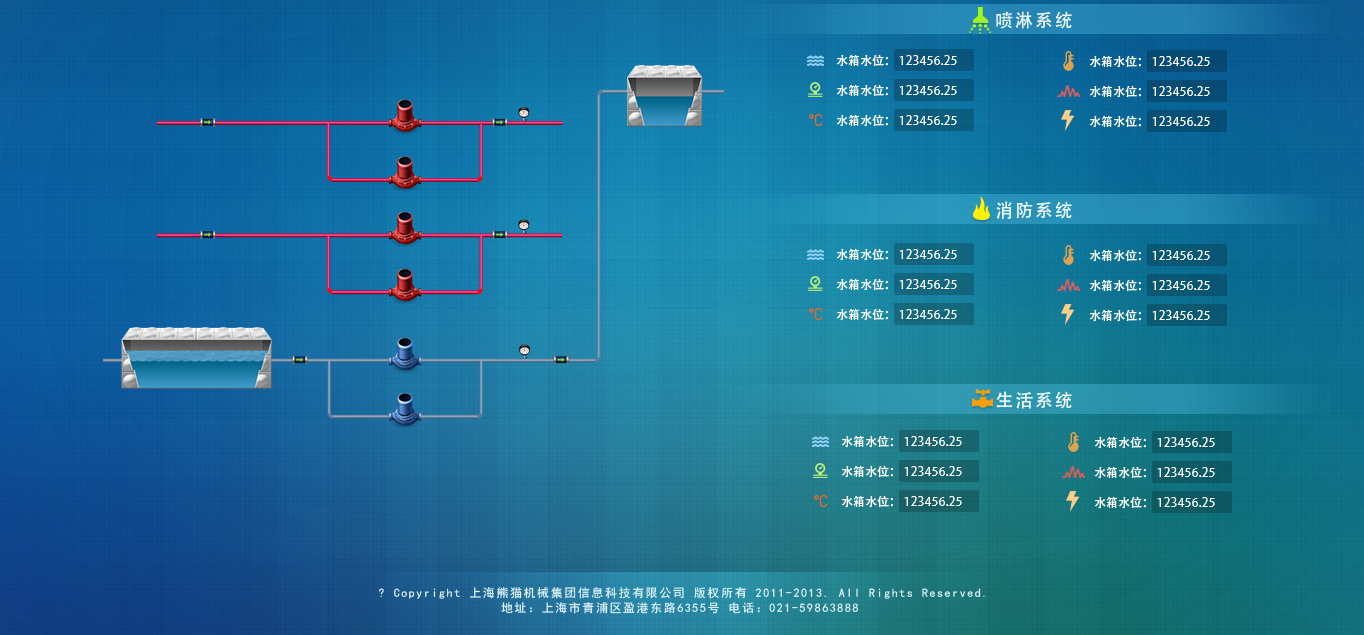 喷淋系统
水箱水位: 123456.25 水箱水位: 123456.25
水箱水位: 123456.25 水箱水位: 123456.25
°C 水箱水位: 123456.25 水箱水位: 123456.25
消防系统
水箱水位: 123456.25 水箱水位: 123456.25
水箱水位: 123456.25 水箱水位: 123456.25
°C 水箱水位: 123456.25 水箱水位: 123456.25
生活系统
水箱水位: 123456.25 水箱水位: 123456.25
水箱水位: 123456.25 水箱水位: 123456.25
°C 水箱水位: 123456.25 水箱水位: 123456.25
? Copyright 上海熊猫机械集团信息科技有限公司 版权所有 2011-2013. All Rights Reserved.
地址: 上海市青浦区盈港东路6355号 电话: 021-59863888